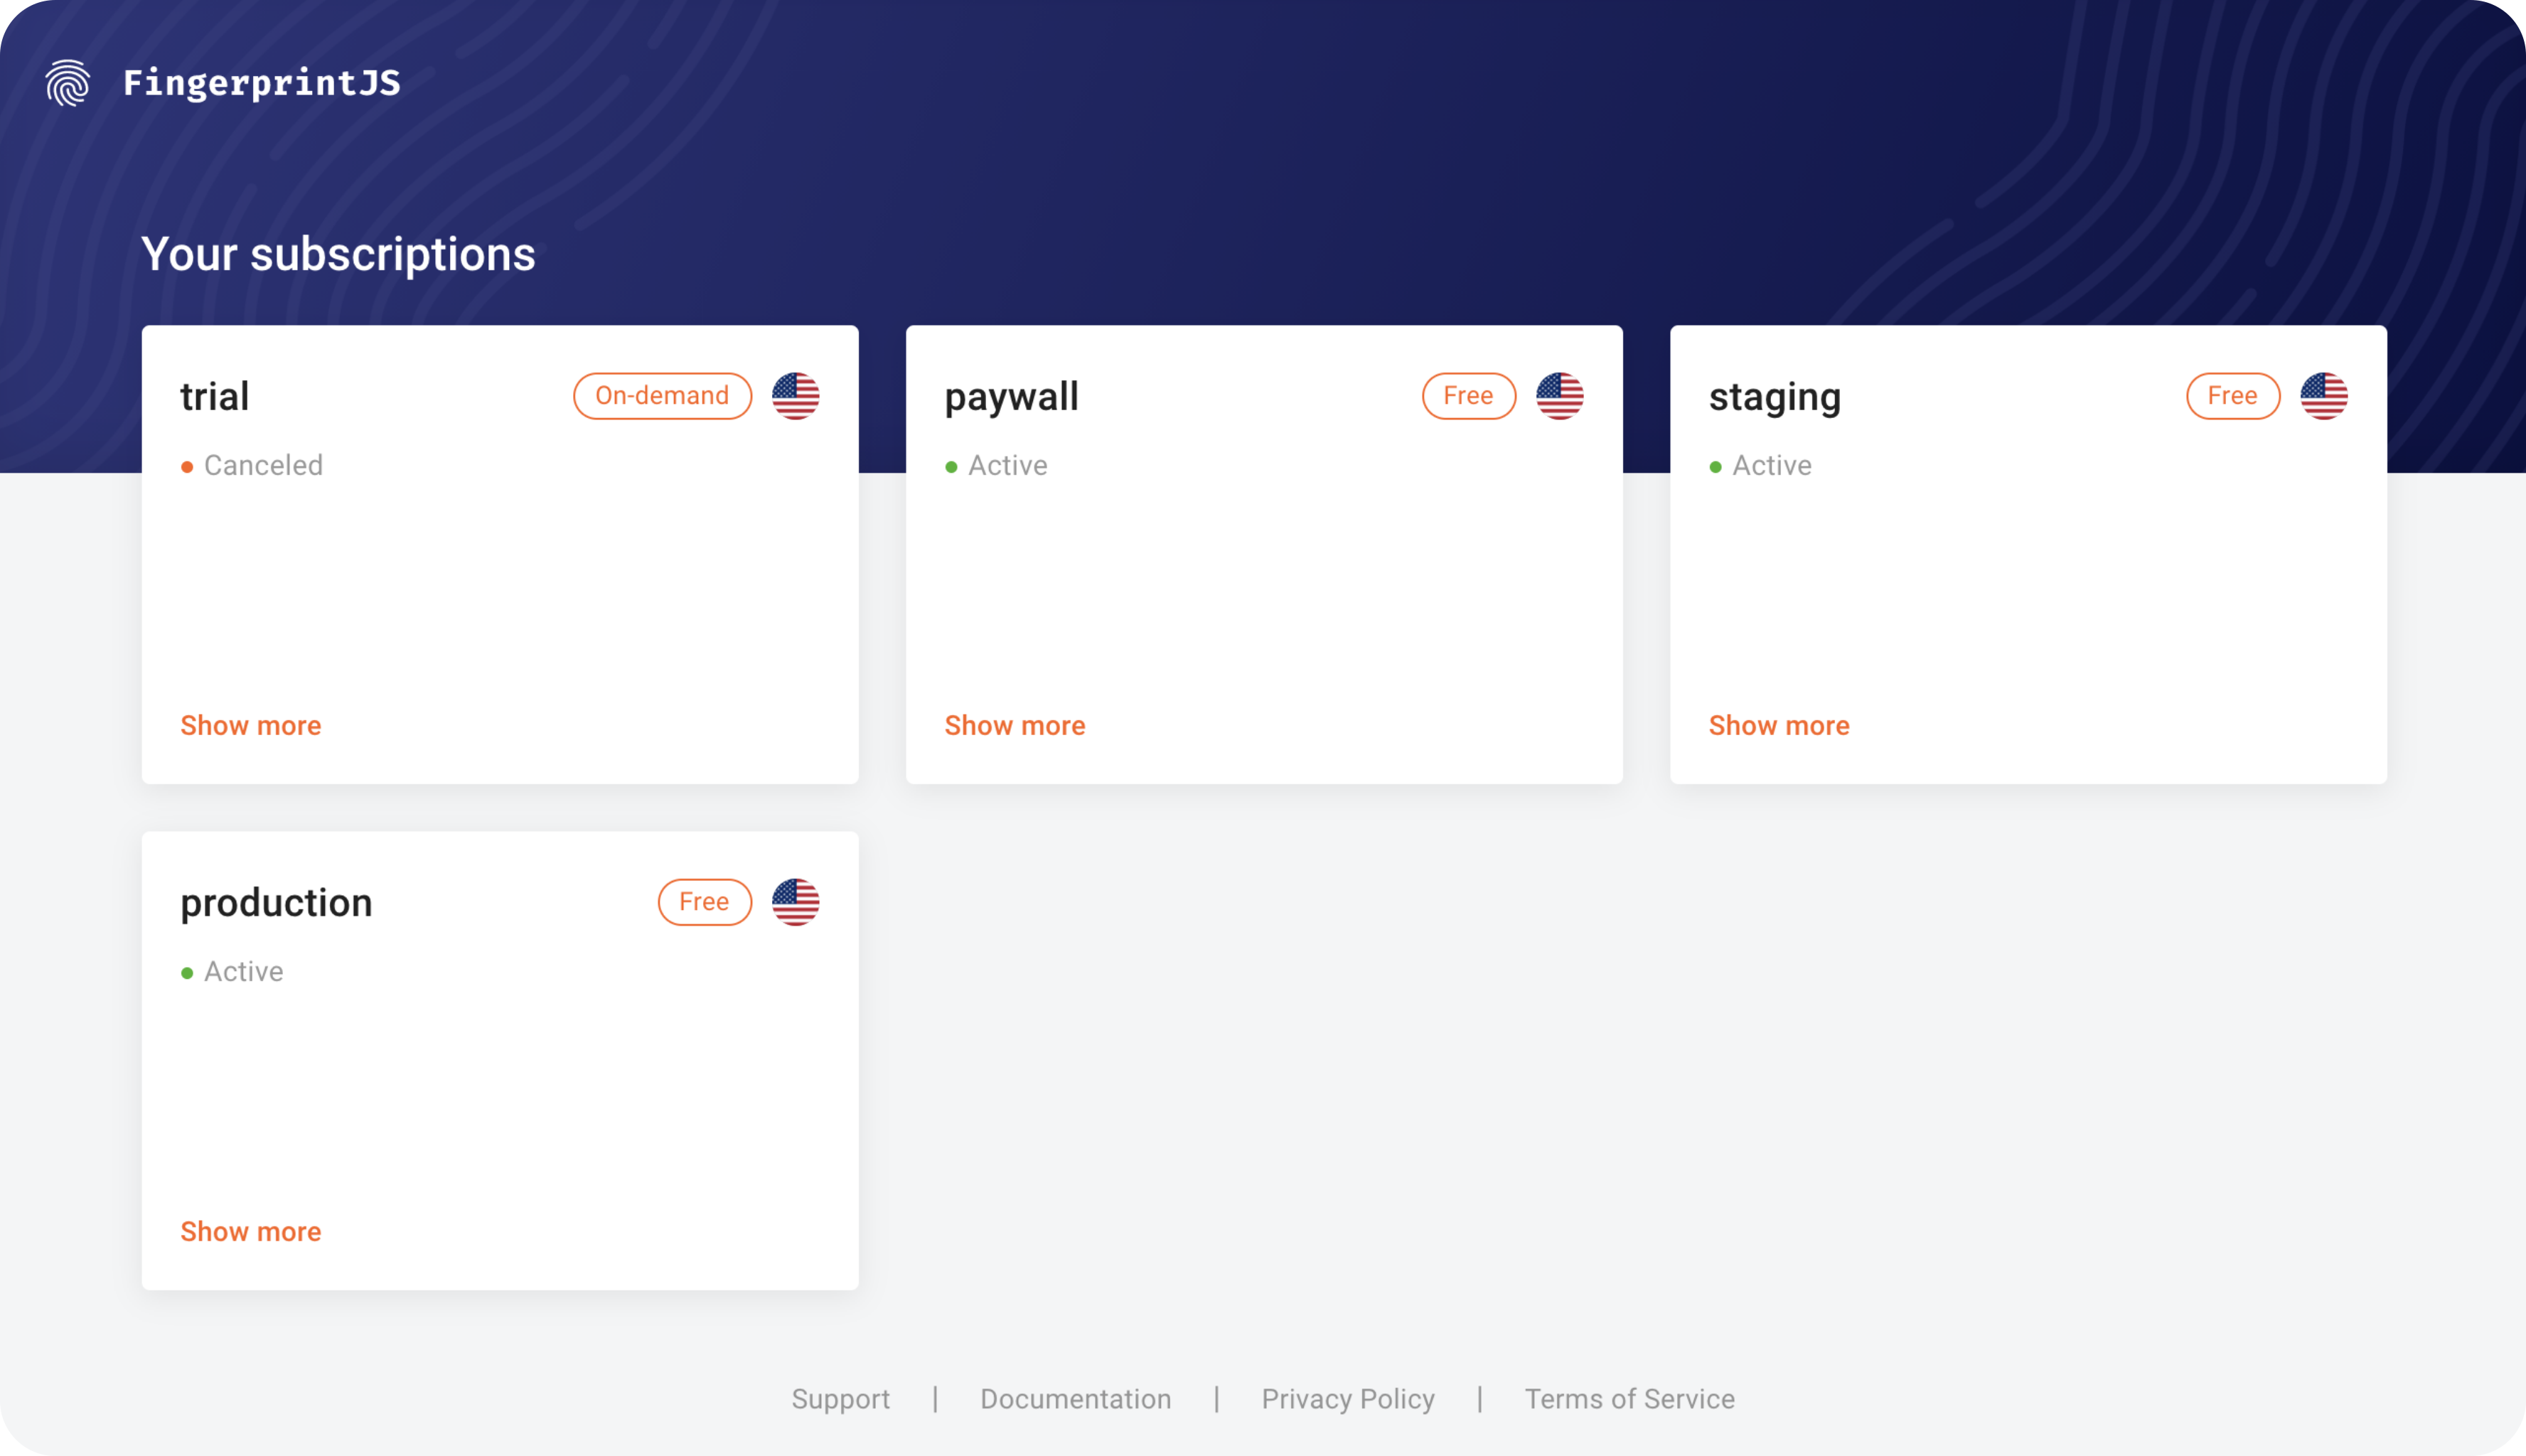 FingerprintJS
Your subscriptions
trial On-demand
Canceled
Show more
paywall Free
Active
Show more
staging Free
Active
Show more
production Free
Active
Show more
Support | Documentation | Privacy Policy | Terms of Service